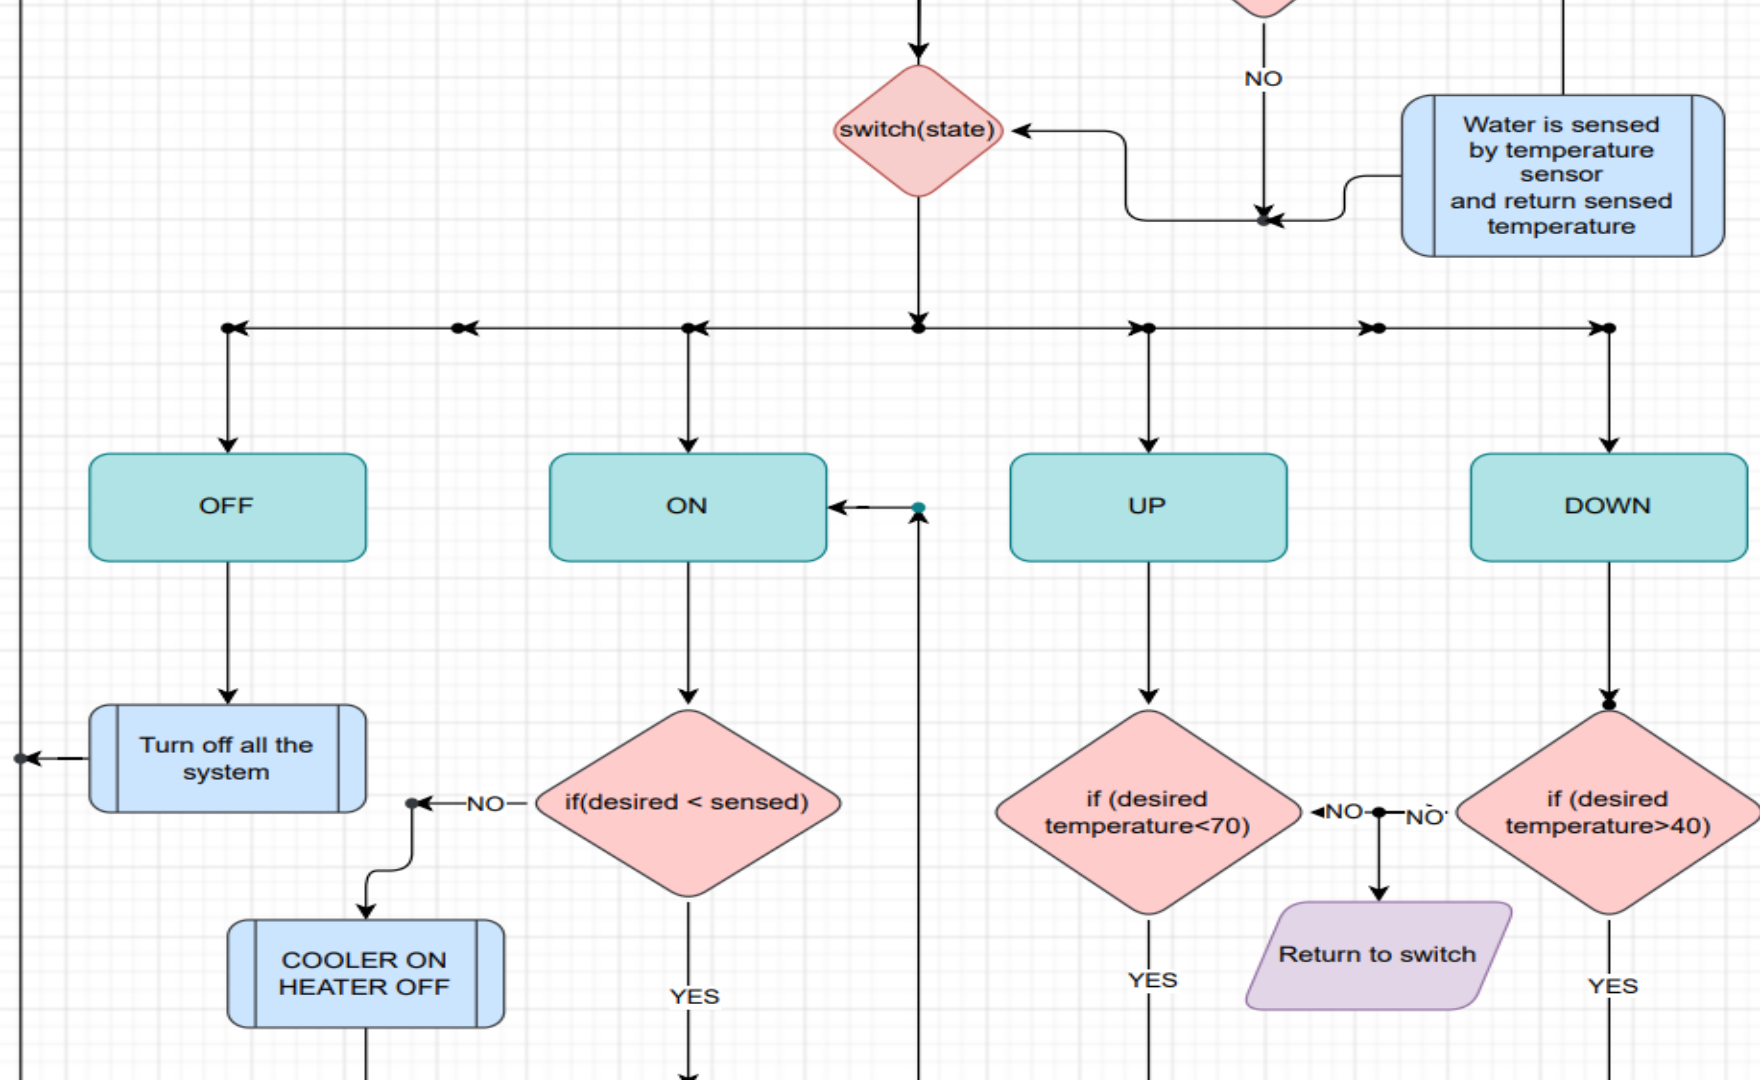 NO
switch(state)
Water is sensed
by temperature
sensor
and return sensed
temperature
OFF
ON
UP
DOWN
Turn off all the
system
NO
if(desired < sensed)
if (desired
temperature<70)
NO
NO
if (desired
temperature>40)
COOLER ON
HEATER OFF
YES
YES
Return to switch
YES